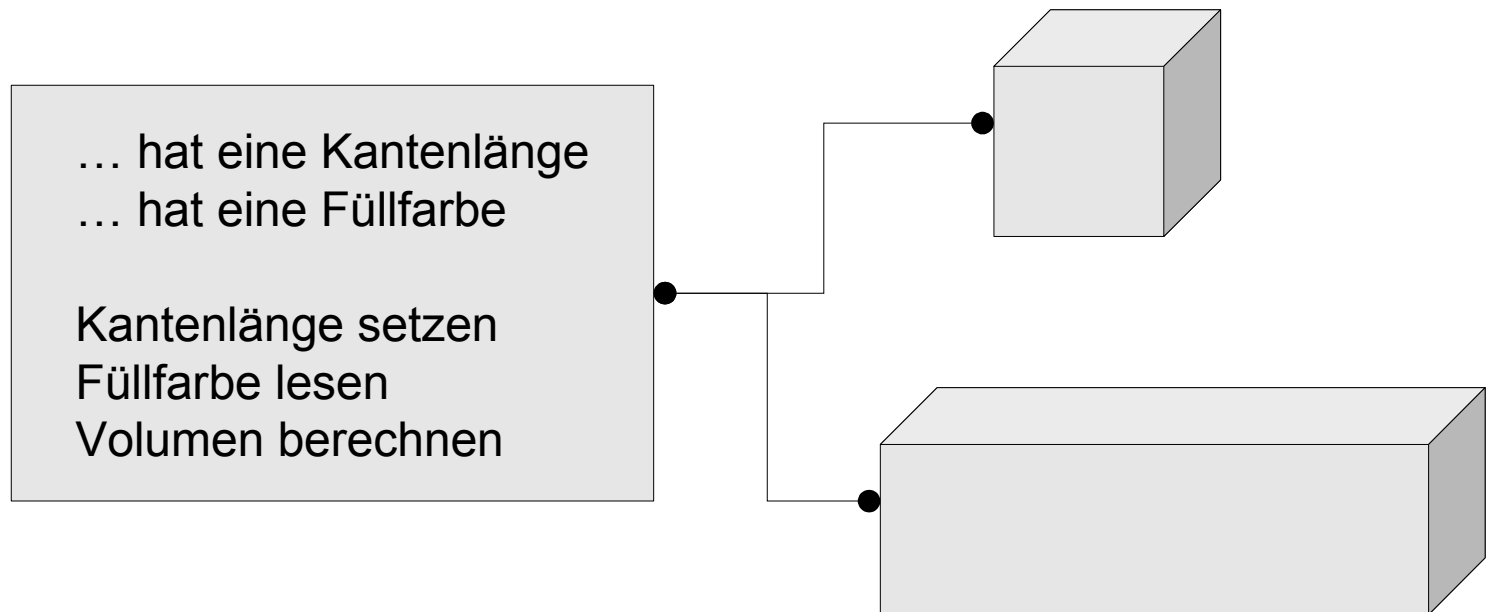 … hat eine Kantenlänge
… hat eine Füllfarbe
Kantenlänge setzen
Füllfarbe lesen
Volumen berechnen